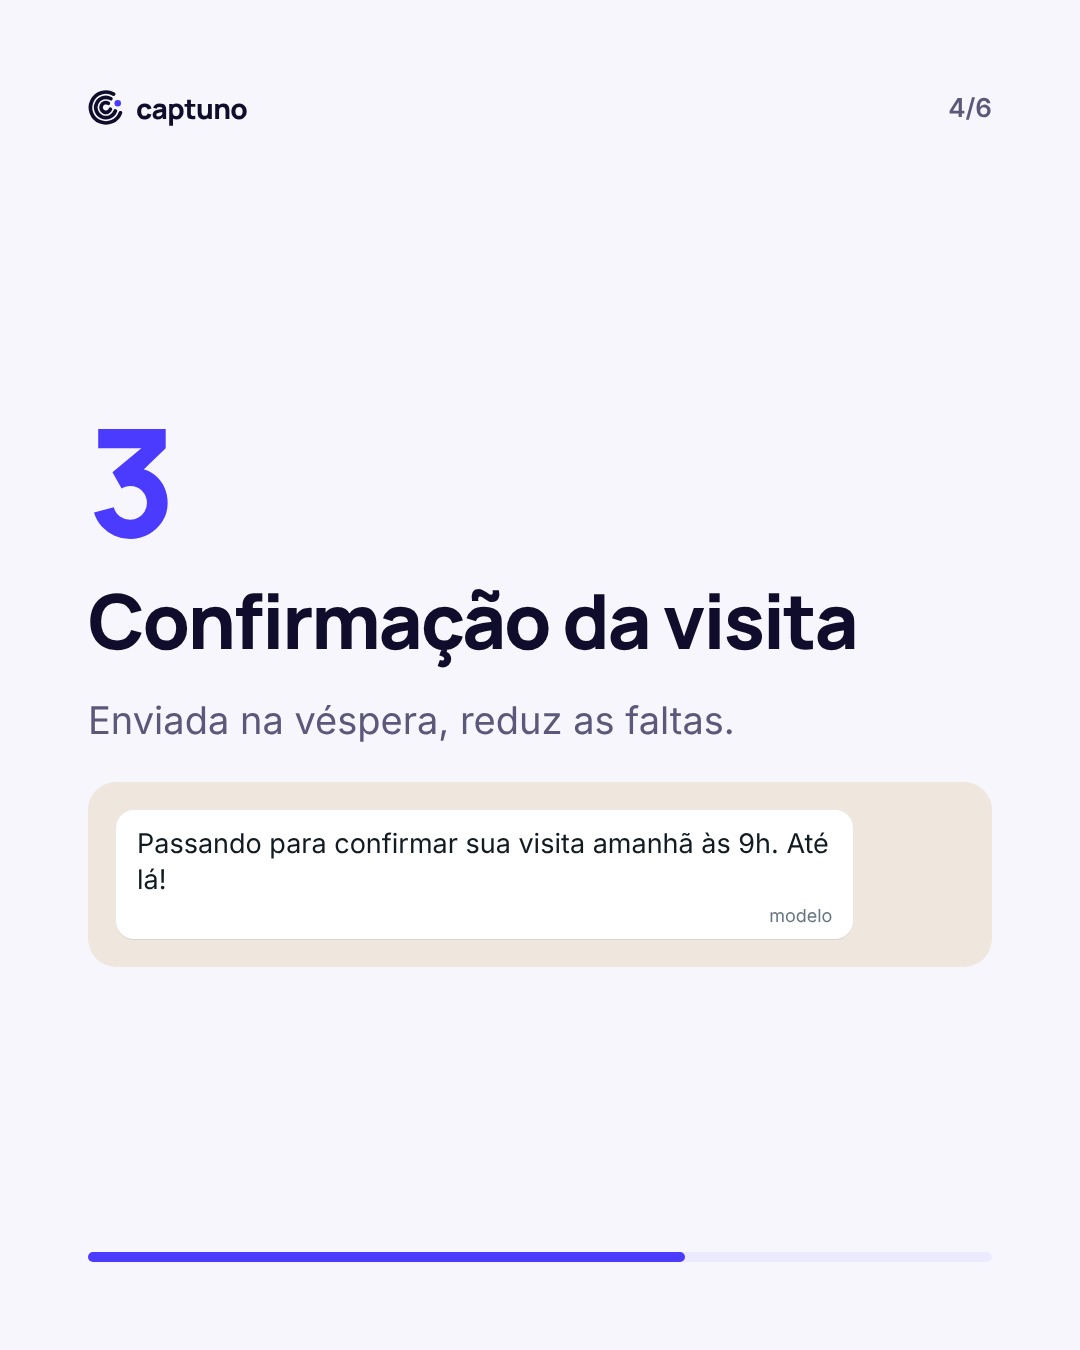 captuno
4/6
3
Confirmação da visita
Enviada na véspera, reduz as faltas.
Passando para confirmar sua visita amanhã às 9h. Até
lá!
modelo